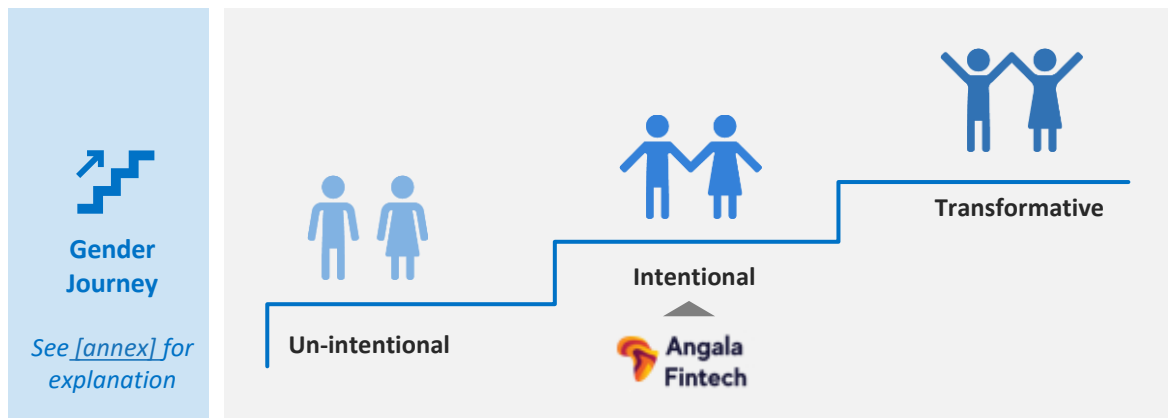 Gender
Journey
See [annex] for
explanation
Un-intentional
Intentional
Transformative
Angala
Fintech